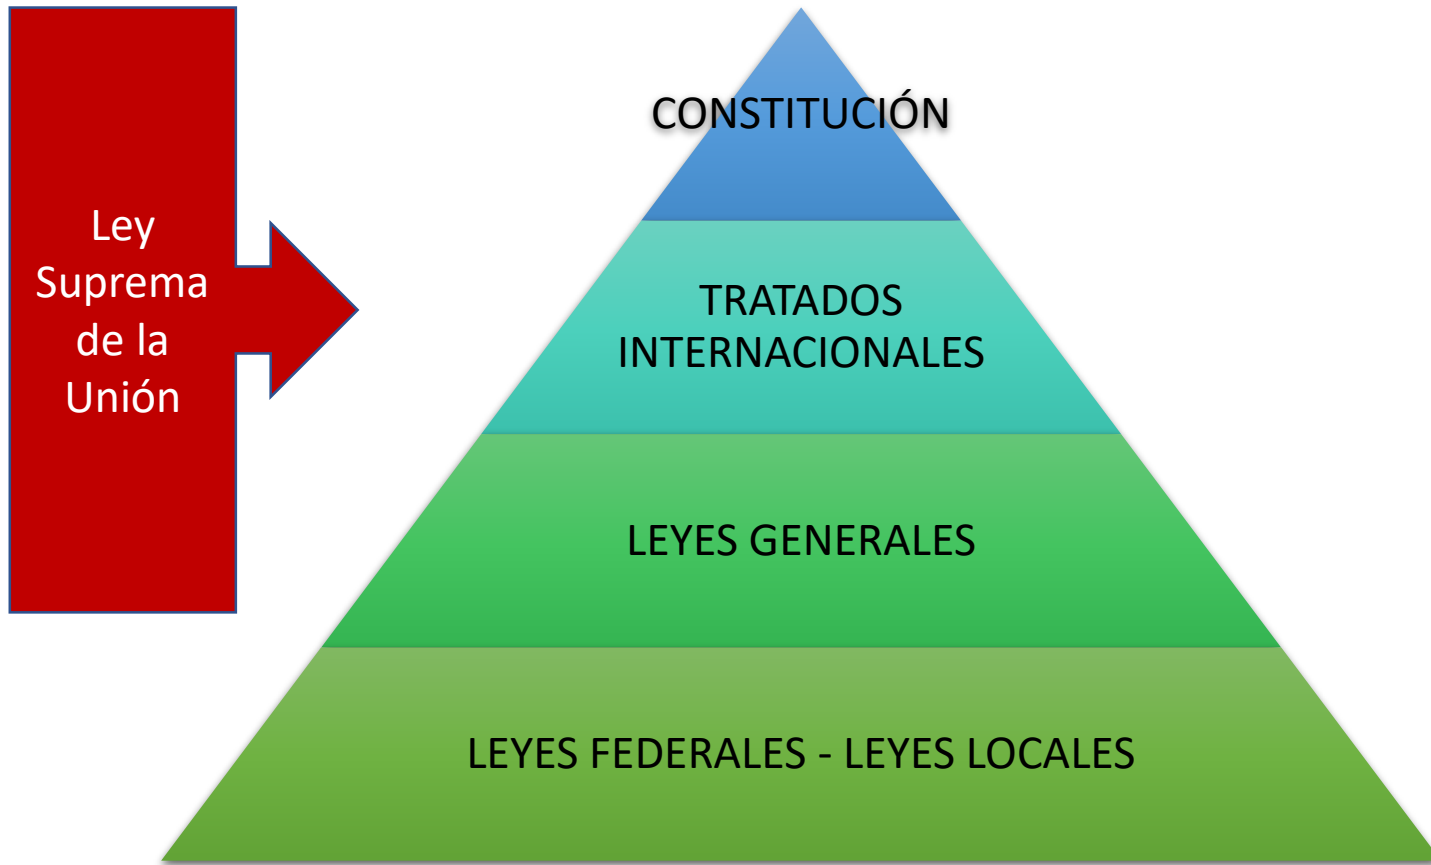 Ley
Suprema
de la
Unión
CONSTITUCIÓN
TRATADOS
INTERNACIONALES
LEYES GENERALES
LEYES FEDERALES - LEYES LOCALES